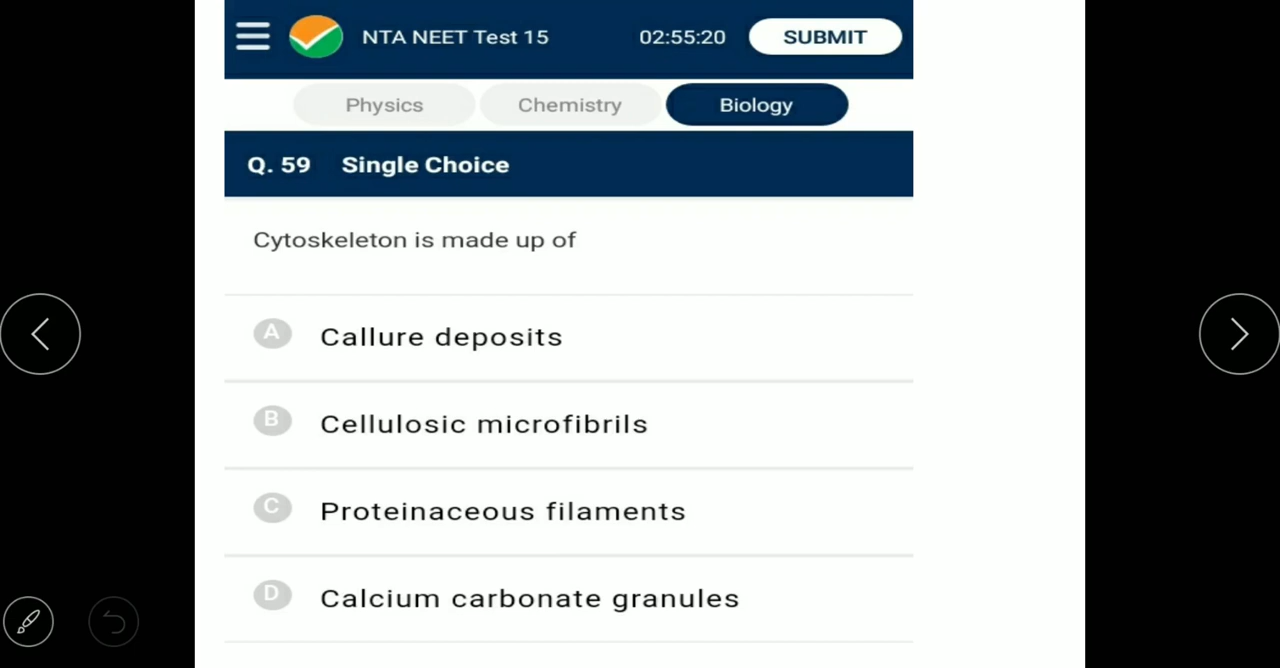 NTA NEET Test 15 02:55:20 SUBMIT
Physics Chemistry Biology
Q. 59 Single Choice
Cytoskeleton is made up of
A Callure deposits
B Cellulosic microfibrils
C Proteinaceous filaments
D Calcium carbonate granules